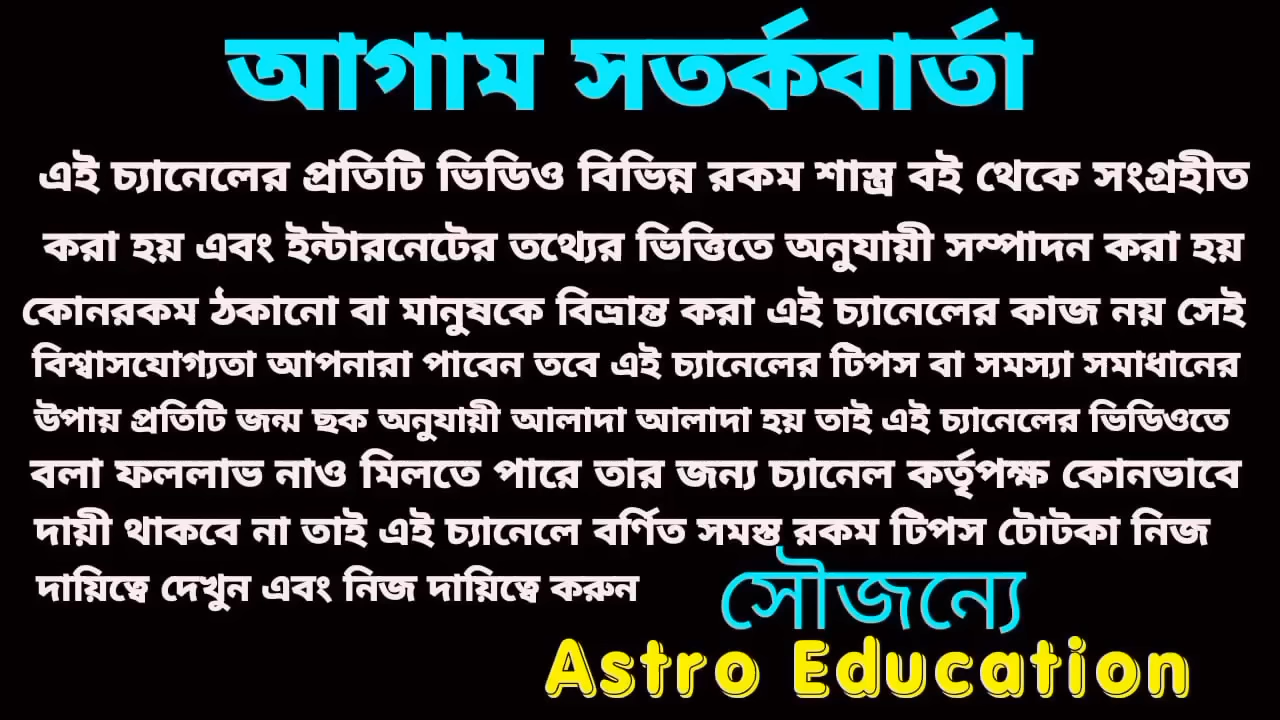 আগাম সতর্কবার্তা
এই চ্যানেলের প্রতিটি ভিডিও বিভিন্ন রকম শাস্ত্র বই থেকে সংগ্রহীত
করা হয় এবং ইন্টারনেটের তথ্যের ভিত্তিতে অনুযায়ী সম্পাদন করা হয়
কোনরকম ঠকানো বা মানুষকে বিভ্রান্ত করা এই চ্যানেলের কাজ নয় সেই
বিশ্বাসযোগ্যতা আপনারা পাবেন তবে এই চ্যানেলের টিপস বা সমস্যা সমাধানের
উপায় প্রতিটি জন্ম ছক অনুযায়ী আলাদা আলাদা হয় তাই এই চ্যানেলের ভিডিওতে
বলা ফললাভ নাও মিলতে পারে তার জন্য চ্যানেল কর্তৃপক্ষ কোনভাবে
দায়ী থাকবে না তাই এই চ্যানেলে বর্ণিত সমস্ত রকম টিপস টোটকা নিজ
দায়িত্বে দেখুন এবং নিজ দায়িত্বে করুন
সৌজন্যে
Astro Education